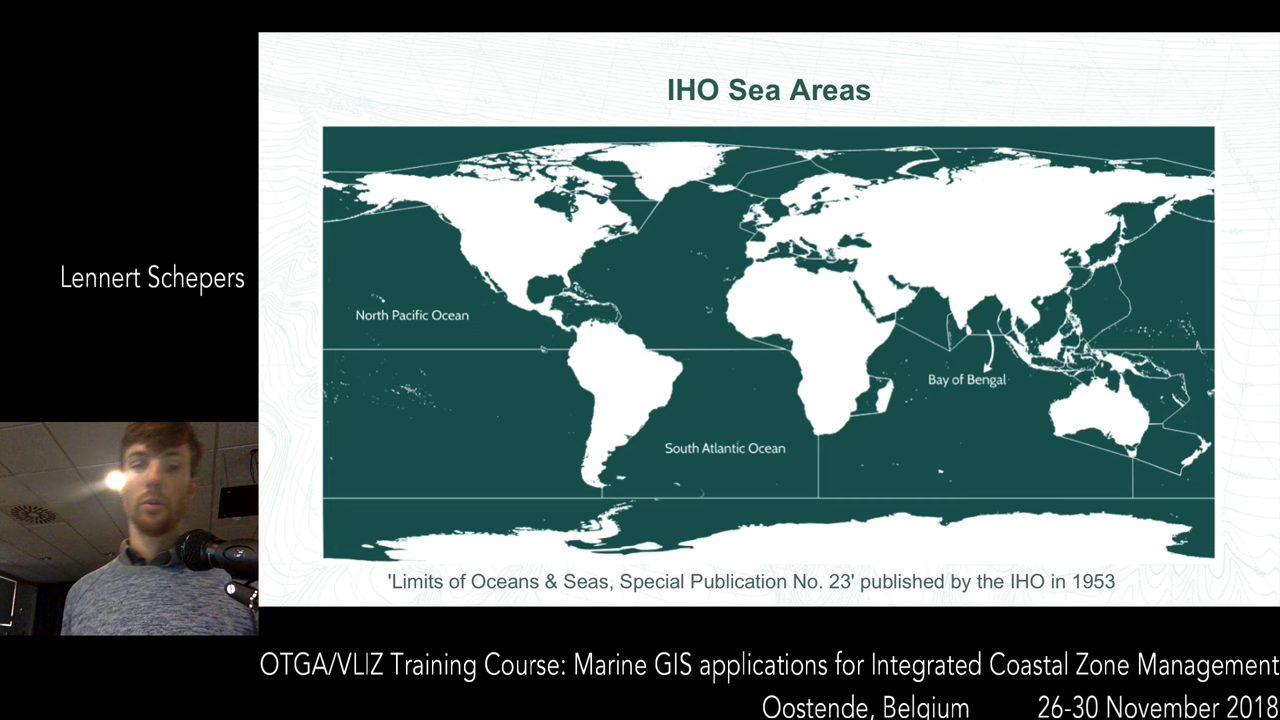 IHO Sea Areas
Lennert Schepers
North Pacific Ocean
Bay of Bengal
South Atlantic Ocean
'Limits of Oceans & Seas, Special Publication No. 23' published by the IHO in 1953
OTGA/VLIZ Training Course: Marine GIS applications for Integrated Coastal Zone Management
Oostende, Belgium 26-30 November 2018